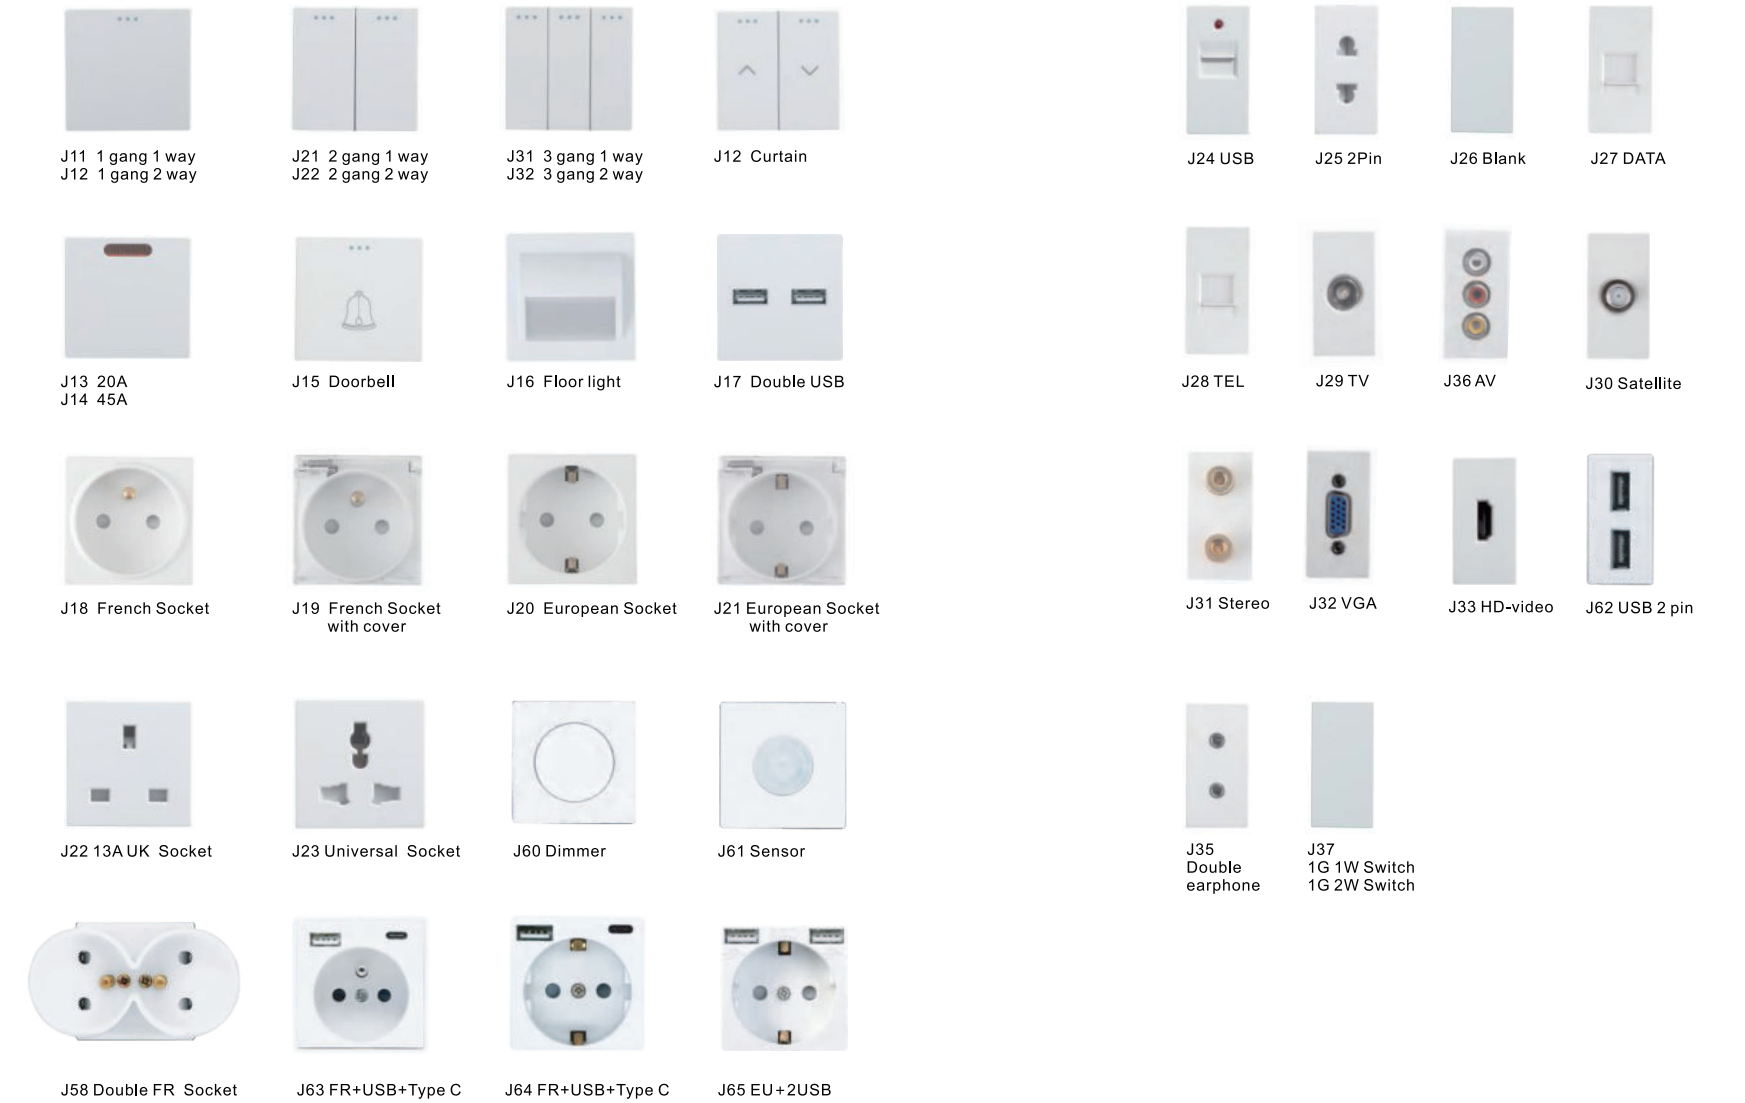 J11 1 gang 1 way
J12 1 gang 2 way
J21 2 gang 1 way
J22 2 gang 2 way
J31 3 gang 1 way
J32 3 gang 2 way
J12 Curtain
J24 USB
J25 2Pin
J26 Blank
J27 DATA
J13 20A
J14 45A
J15 Doorbell
J16 Floor light
J17 Double USB
J28 TEL
J29 TV
J36 AV
J30 Satellite
J18 French Socket
J19 French Socket
with cover
J20 European Socket
J21 European Socket
with cover
J31 Stereo
J32 VGA
J33 HD-video
J62 USB 2 pin
J22 13A UK Socket
J23 Universal Socket
J60 Dimmer
J61 Sensor
J35
Double
earphone
J37
1G 1W Switch
1G 2W Switch
J58 Double FR Socket
J63 FR+USB+Type C
J64 FR+USB+Type C
J65 EU+2USB